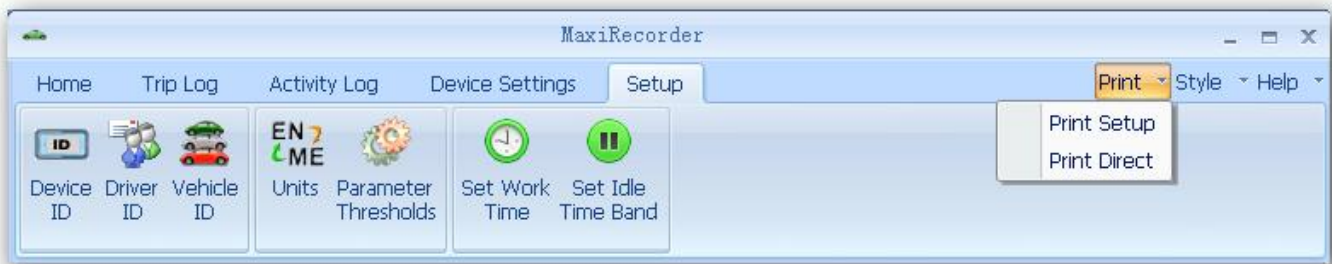 MaxiRecorder
Home Trip Log Activity Log Device Settings Setup Print Style Help
Print Setup
Print Direct
ID
EN
ME
Device ID
Driver ID
Vehicle ID
Units
Parameter Thresholds
Set Work Time
Set Idle Time Band